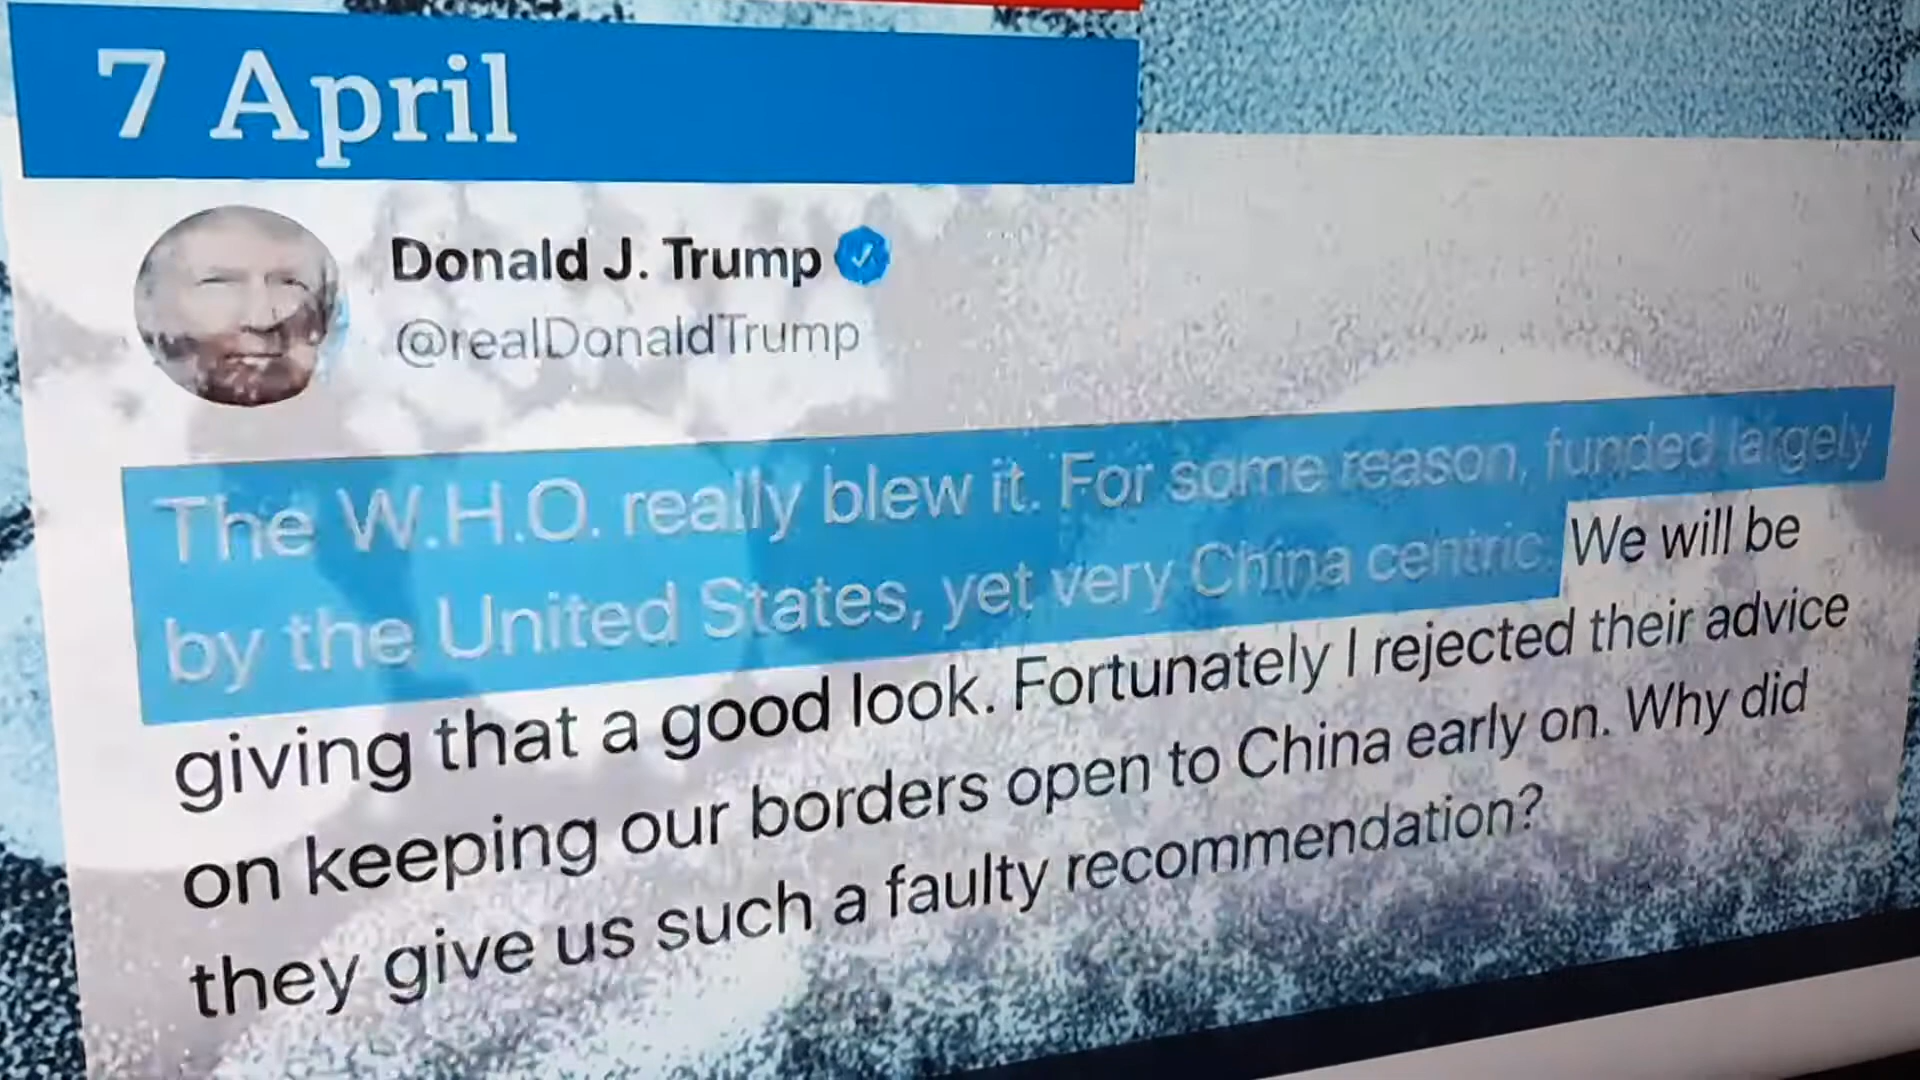 7 April
Donald J. Trump
@realDonaldTrump
The W.H.O. really blew it. For some reason, funded largely
by the United States, yet very China centric. We will be
giving that a good look. Fortunately I rejected their advice
on keeping our borders open to China early on. Why did
they give us such a faulty recommendation?